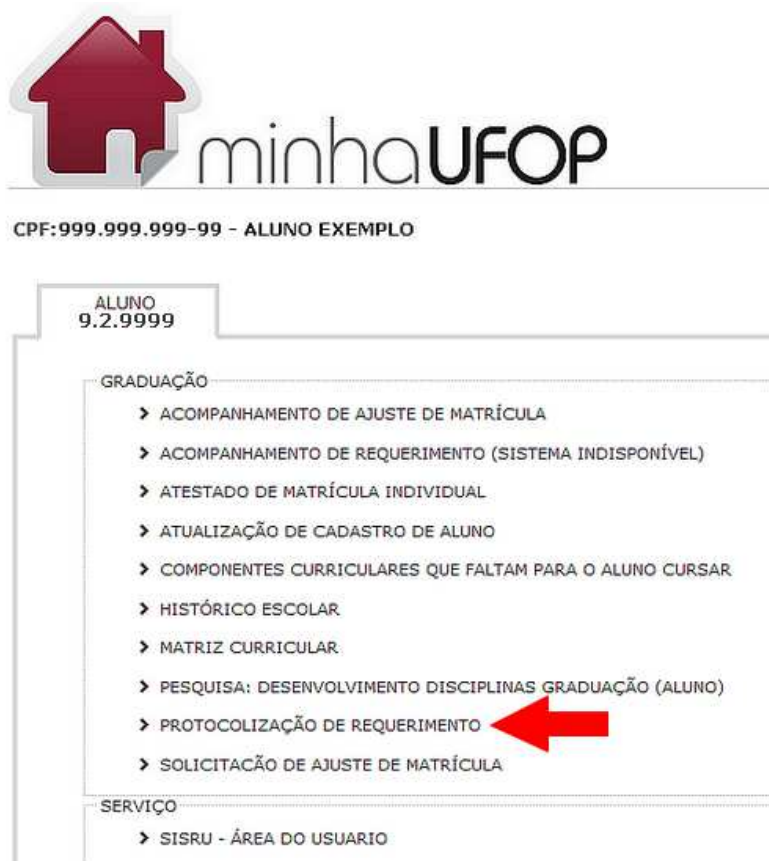 minhaUFOP
CPF:999.999.999-99 - ALUNO EXEMPLO
ALUNO
9.2.9999
GRADUAÇÃO
ACOMPANHAMENTO DE AJUSTE DE MATRÍCULA
ACOMPANHAMENTO DE REQUERIMENTO (SISTEMA INDISPONÍVEL)
ATESTADO DE MATRÍCULA INDIVIDUAL
ATUALIZAÇÃO DE CADASTRO DE ALUNO
COMPONENTES CURRICULARES QUE FALTAM PARA O ALUNO CURSAR
HISTÓRICO ESCOLAR
MATRIZ CURRICULAR
PESQUISA: DESENVOLVIMENTO DISCIPLINAS GRADUAÇÃO (ALUNO)
PROTOCOLIZAÇÃO DE REQUERIMENTO
SOLICITACÃO DE AJUSTE DE MATRÍCULA
SERVIÇO
SISRU - ÁREA DO USUARIO